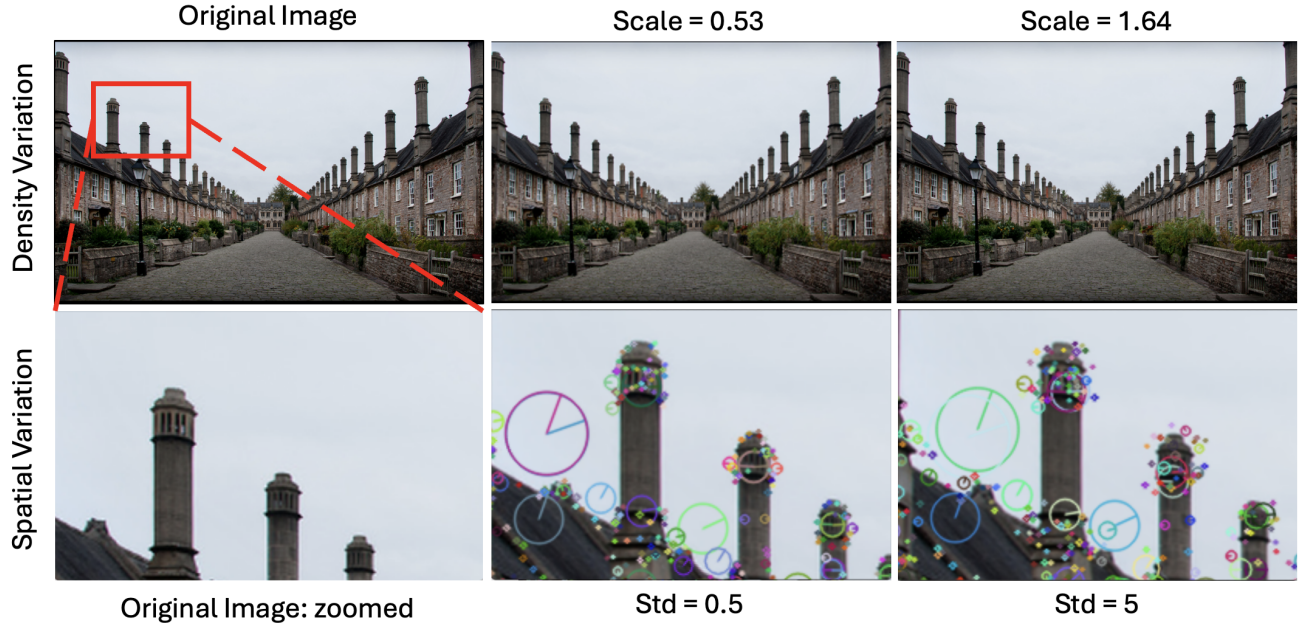 Original Image
Scale = 0.53
Scale = 1.64
Density Variation
Spatial Variation
Original Image: zoomed
Std = 0.5
Std = 5